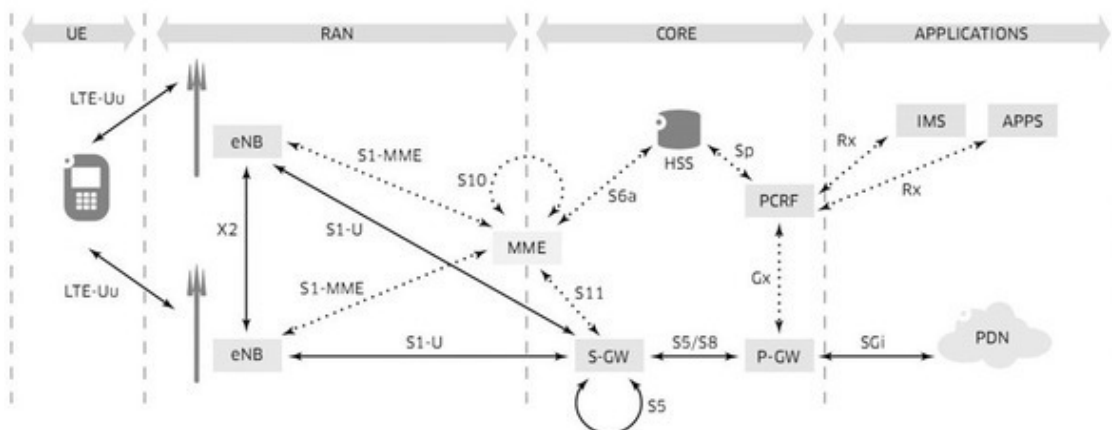 UE
RAN
CORE
APPLICATIONS
LTE-Uu
eNB
S1-MME
S10
S6a
HSS
Sp
Rx
IMS
APPS
Rx
PCRF
X2
S1-U
MME
LTE-Uu
S1-MME
S11
Gx
eNB
S1-U
S-GW
S5/S8
P-GW
SGi
PDN
S5